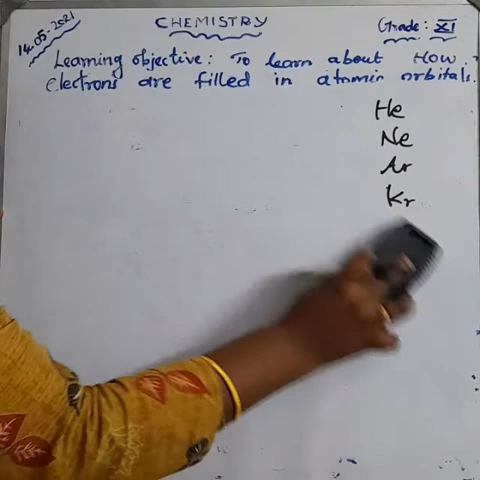 14.05.2021
CHEMISTRY
Grade: XI
Learning objective: To learn about How
electrons are filled in atomic orbitals.
He
Ne
Ar
Kr